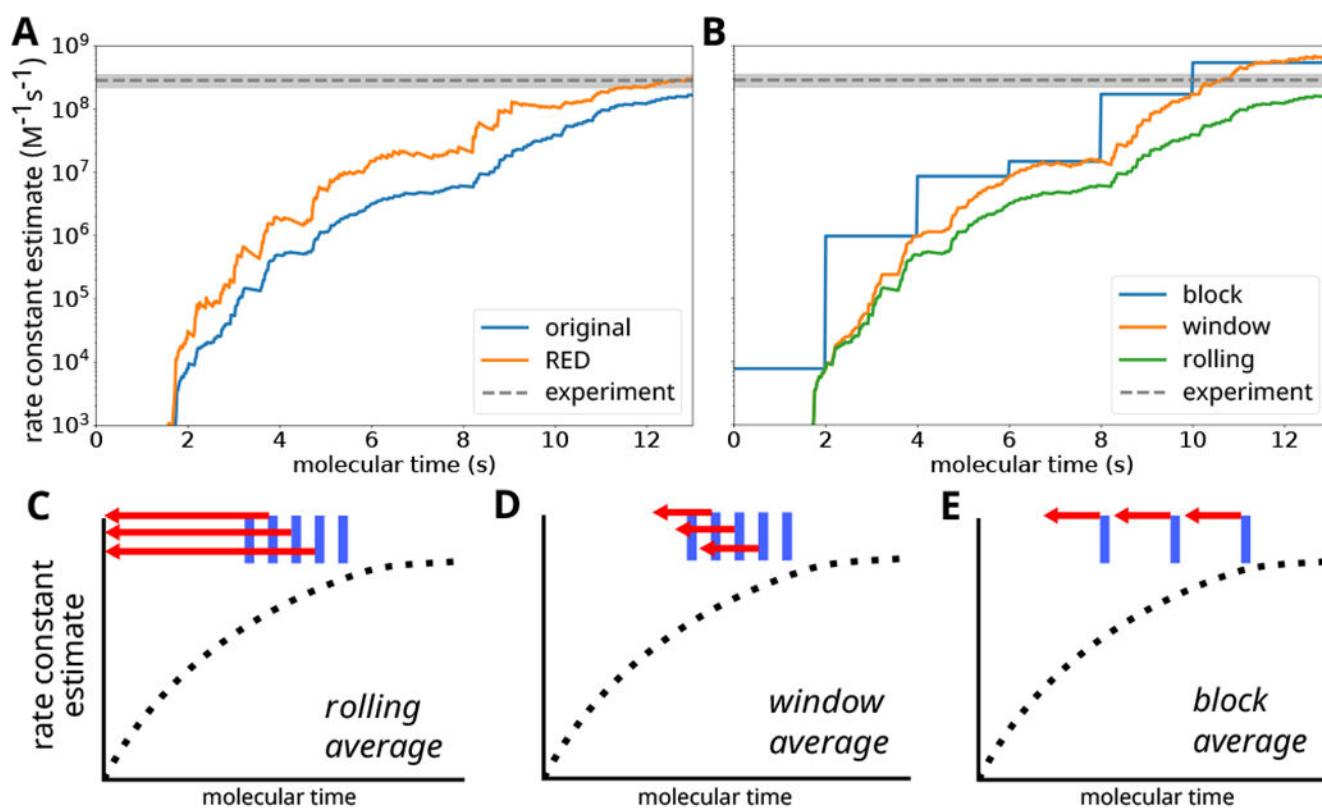 A
B
10⁹
10⁸
10⁷
10⁶
10⁵
10⁴
10³
rate constant estimate (M⁻¹s⁻¹)
original
RED
experiment
block
window
rolling
experiment
0 2 4 6 8 10 12
0 2 4 6 8 10 12
molecular time (s)
molecular time (s)
C
D
E
rate constant
estimate
rolling
average
window
average
block
average
molecular time
molecular time
molecular time